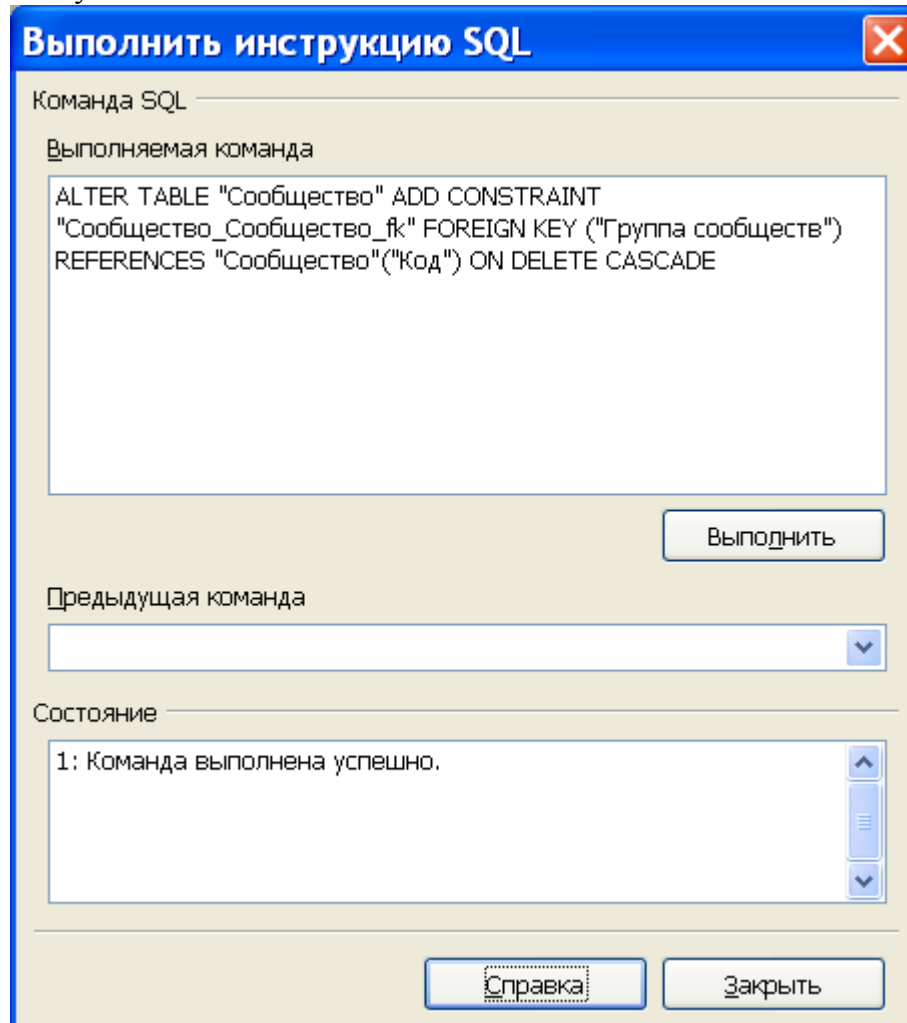 Выполнить инструкцию SQL
Команда SQL
Выполняемая команда
ALTER TABLE "Сообщество" ADD CONSTRAINT
"Сообщество_Сообщество_fk" FOREIGN KEY ("Группа сообществ")
REFERENCES "Сообщество"("Код") ON DELETE CASCADE
Выполнить
Предыдущая команда
Состояние
1: Команда выполнена успешно.
Справка
Закрыть